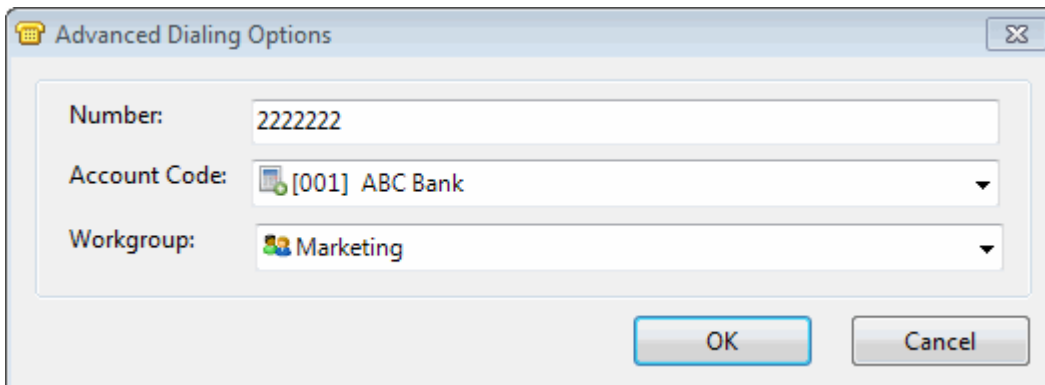 Advanced Dialing Options
Number: 2222222
Account Code: [001] ABC Bank
Workgroup: Marketing
OK Cancel